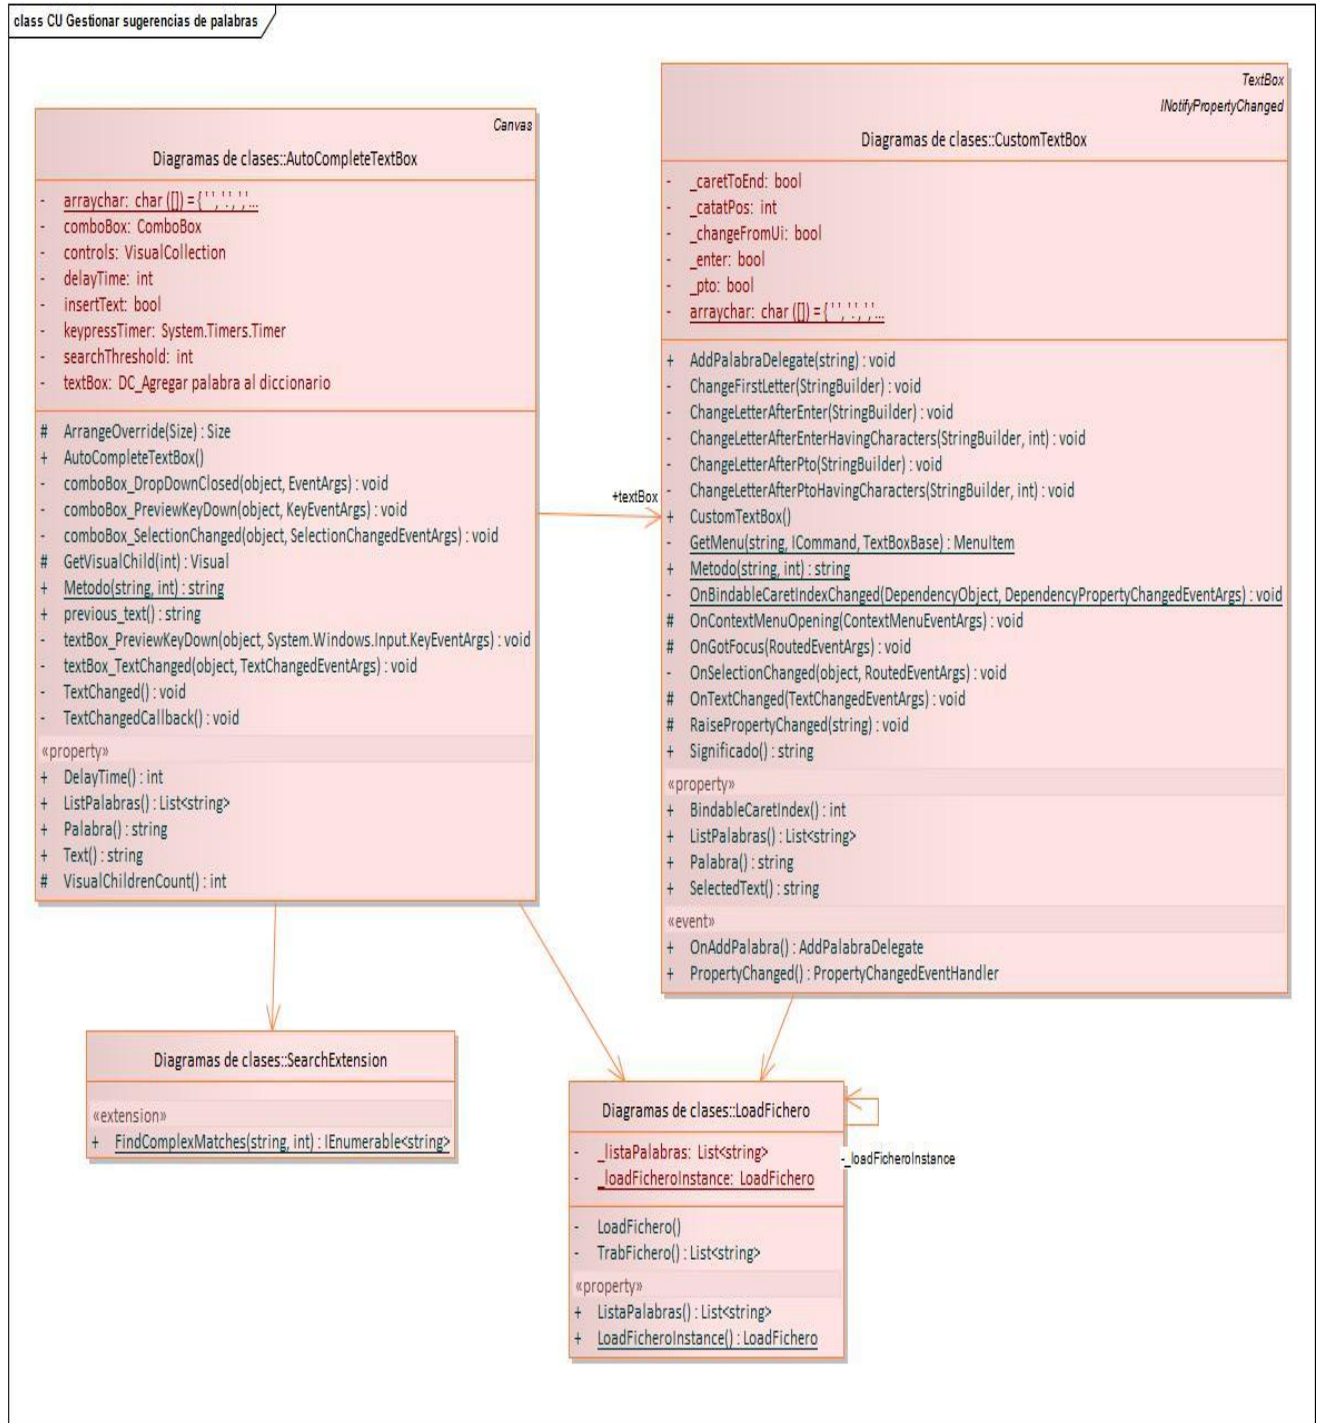 class CU Gestionar sugerencias de palabras
Canvas
Diagramas de clases::AutoCompleteTextBox
- arraychar: char ([]) = {' ', '.', ',' ...
- comboBox: ComboBox
- controls: VisualCollection
- delayTime: int
- insertText: bool
- keypressTimer: System.Timers.Timer
- searchThreshold: int
- textBox: DC_Agregar palabra al diccionario
# ArrangeOverride(Size) : Size
+ AutoCompleteTextBox()
- comboBox_DropDownClosed(object, EventArgs) : void
- comboBox_PreviewKeyDown(object, KeyEventArgs) : void
- comboBox_SelectionChanged(object, SelectionChangedEventArgs) : void
# GetVisualChild(int) : Visual
+ Metodo(string, int) : string
+ previous_text() : string
- textBox_PreviewKeyDown(object, System.Windows.Input.KeyEventArgs) : void
- textBox_TextChanged(object, TextChangedEventArgs) : void
- TextChanged() : void
- TextChangedCallback() : void
«property»
+ DelayTime() : int
+ ListPalabras() : List<string>
+ Palabra() : string
+ Text() : string
# VisualChildrenCount() : int
+textBox
TextBox
INotifyPropertyChanged
Diagramas de clases::CustomTextBox
- _caretToEnd: bool
- _catatPos: int
- _changeFromUi: bool
- _enter: bool
- _pto: bool
- arraychar: char ([]) = {' ', '.', ',' ...
+ AddPalabraDelegate(string) : void
- ChangeFirstLetter(StringBuilder) : void
- ChangeLetterAfterEnter(StringBuilder) : void
- ChangeLetterAfterEnterHavingCharacters(StringBuilder, int) : void
- ChangeLetterAfterPto(StringBuilder) : void
- ChangeLetterAfterPtoHavingCharacters(StringBuilder, int) : void
+ CustomTextBox()
- GetMenu(string, ICommand, TextBoxBase) : MenuItem
+ Metodo(string, int) : string
- OnBindableCaretIndexChanged(DependencyObject, DependencyPropertyChangedEventArgs) : void
# OnContextMenuOpening(ContextMenuEventArgs) : void
# OnGotFocus(RoutedEventArgs) : void
- OnSelectionChanged(object, RoutedEventArgs) : void
# OnTextChanged(TextChangedEventArgs) : void
# RaisePropertyChanged(string) : void
+ Significado() : string
«property»
+ BindableCaretIndex() : int
+ ListPalabras() : List<string>
+ Palabra() : string
+ SelectedText() : string
«event»
+ OnAddPalabra() : AddPalabraDelegate
+ PropertyChanged() : PropertyChangedEventHandler
Diagramas de clases::SearchExtension
«extension»
+ FindComplexMatches(string, int) : IEnumerable<string>
Diagramas de clases::LoadFichero
- _listaPalabras: List<string>
- _loadFicheroInstance: LoadFichero
- LoadFichero()
- TrabFichero() : List<string>
«property»
+ ListaPalabras() : List<string>
+ LoadFicheroInstance() : LoadFichero
-_loadFicheroInstance